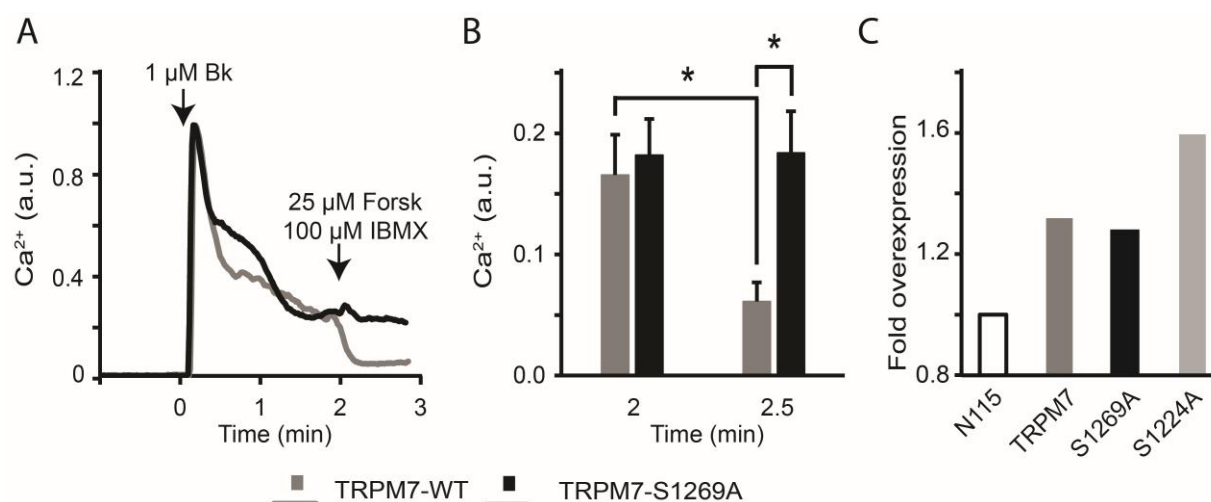 A
1 µM Bk
25 µM Forsk
100 µM IBMX
Ca²⁺ (a.u.)
1.2
0.8
0.4
0
0
1
2
3
Time (min)
B
*
*
Ca²⁺ (a.u.)
0.2
0.1
0.0
2
2.5
Time (min)
C
Fold overexpression
1.6
1.2
0.8
N115
TRPM7
S1269A
S1224A
TRPM7-WT
TRPM7-S1269A